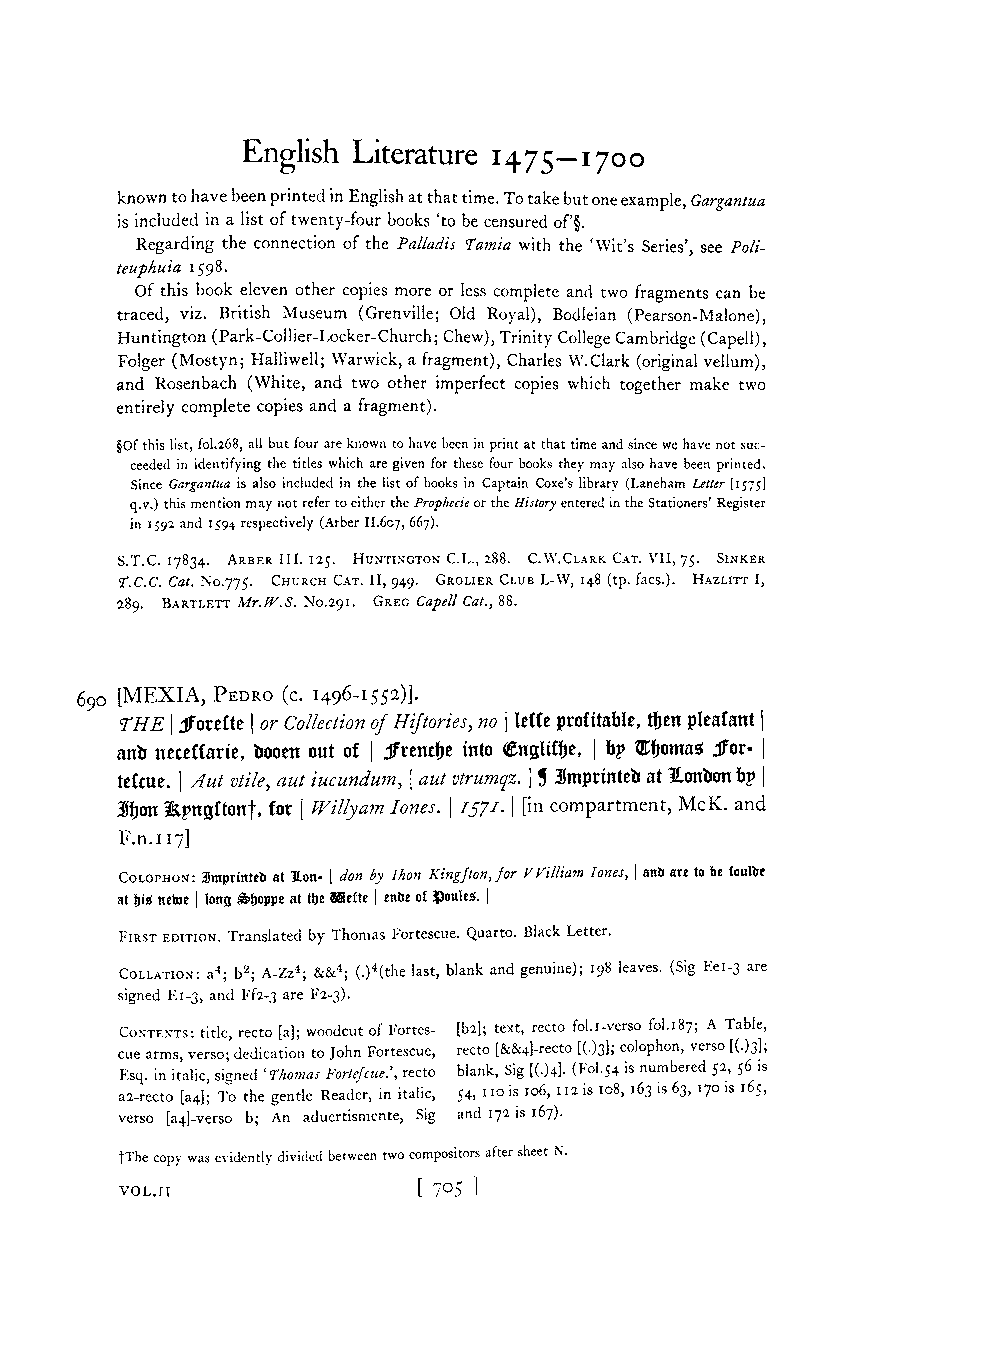 English Literature 1475–1700
known to have been printed in English at that time. To take but one example, Gargantua
is included in a list of twenty-four books ‘to be censured of’§.
Regarding the connection of the Palladis Tamia with the ‘Wit's Series’, see Poli-
teuphuia 1598.
Of this book eleven other copies more or less complete and two fragments can be
traced, viz. British Museum (Grenville; Old Royal), Bodleian (Pearson-Malone),
Huntington (Park-Collier-Locker-Church; Chew), Trinity College Cambridge (Capell),
Folger (Mostyn; Halliwell; Warwick, a fragment), Charles W.Clark (original vellum),
and Rosenbach (White, and two other imperfect copies which together make two
entirely complete copies and a fragment).
§Of this list, fol.268, all but four are known to have been in print at that time and since we have not suc-
ceeded in identifying the titles which are given for these four books they may also have been printed.
Since Gargantua is also included in the list of books in Captain Coxe's library (Laneham Letter [1575]
q.v.) this mention may not refer to either the Prophecie or the History entered in the Stationers' Register
in 1592 and 1594 respectively (Arber II.607, 667).
S.T.C. 17834. ARBER III. 125. HUNTINGTON C.L., 288. C.W.CLARK CAT. VII, 75. SINKER
T.C.C. Cat. No.775. CHURCH CAT. II, 949. GROLIER CLUB L-W, 148 (tp. facs.). HAZLITT I,
289. BARTLETT Mr.W.S. No.291. GREG Capell Cat., 88.
690 [MEXIA, PEDRO (c. 1496-1552)].
THE | Foreſte | or Collection of Hiſtories, no | leſſe profitable, then pleaſant |
and neceſſarie, dooen out of | Frenche into Engliſhe, | by Thomas For- |
teſcue. | Aut vtile, aut iucundum, | aut vtrumqz. | ¶ Imprinted at London by |
Jhon Kyngſton†, for | Willyam Iones. | 1571. | [in compartment, McK. and
F.n.117]
COLOPHON: Imprinted at Lon- | don by Ihon Kingſton, for VVilliam Iones, | and are to be ſoulde
at his newe | long Shoppe at the Weſte | ende of Poules. |
FIRST EDITION. Translated by Thomas Fortescue. Quarto. Black Letter.
COLLATION: a⁴; b²; A-Zz⁴; &&⁴; (.)⁴(the last, blank and genuine); 198 leaves. (Sig Ee1-3 are
signed E1-3, and Ff2-3 are F2-3).
CONTENTS: title, recto [a]; woodcut of Fortes-
cue arms, verso; dedication to John Fortescue,
Esq. in italic, signed ‘Thomas Forteſcue.’, recto
a2-recto [a4]; To the gentle Reader, in italic,
verso [a4]-verso b; An aduertismente, Sig
[b2]; text, recto fol.1-verso fol.187; A Table,
recto [&&4]-recto [(.)3]; colophon, verso [(.)3];
blank, Sig [(.)4]. (Fol.54 is numbered 52, 56 is
54, 110 is 106, 112 is 108, 163 is 63, 170 is 165,
and 172 is 167).
†The copy was evidently divided between two compositors after sheet N.
VOL.II [ 705 ]